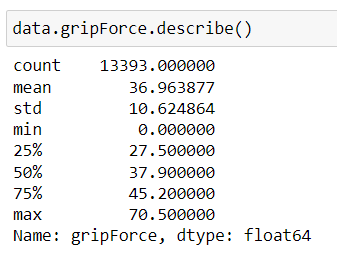 data.gripForce.describe()
count    13393.000000
mean        36.963877
std         10.624864
min          0.000000
25%         27.500000
50%         37.900000
75%         45.200000
max         70.500000
Name: gripForce, dtype: float64